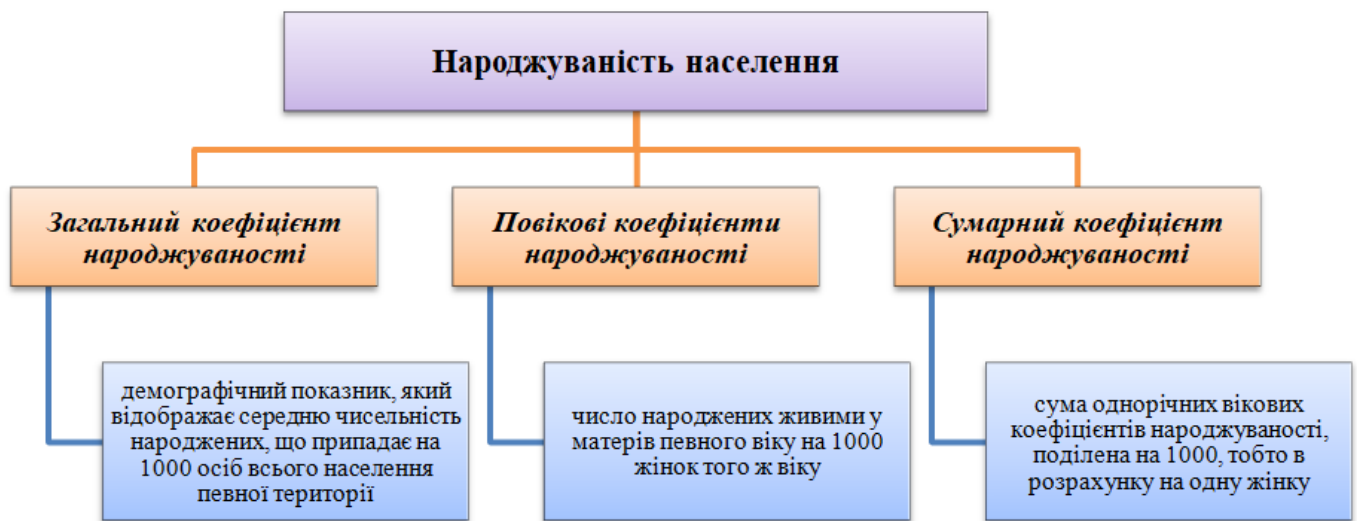 Народжуваність населення
Загальний коефіцієнт
народжуваності
Повікові коефіцієнти
народжуваності
Сумарний коефіцієнт
народжуваності
демографічний показник, який
відображає середню чисельність
народжених, що припадає на
1000 осіб всього населення
певної території
число народжених живими у
матерів певного віку на 1000
жінок того ж віку
сума однорічних вікових
коефіцієнтів народжуваності,
поділена на 1000, тобто в
розрахунку на одну жінку